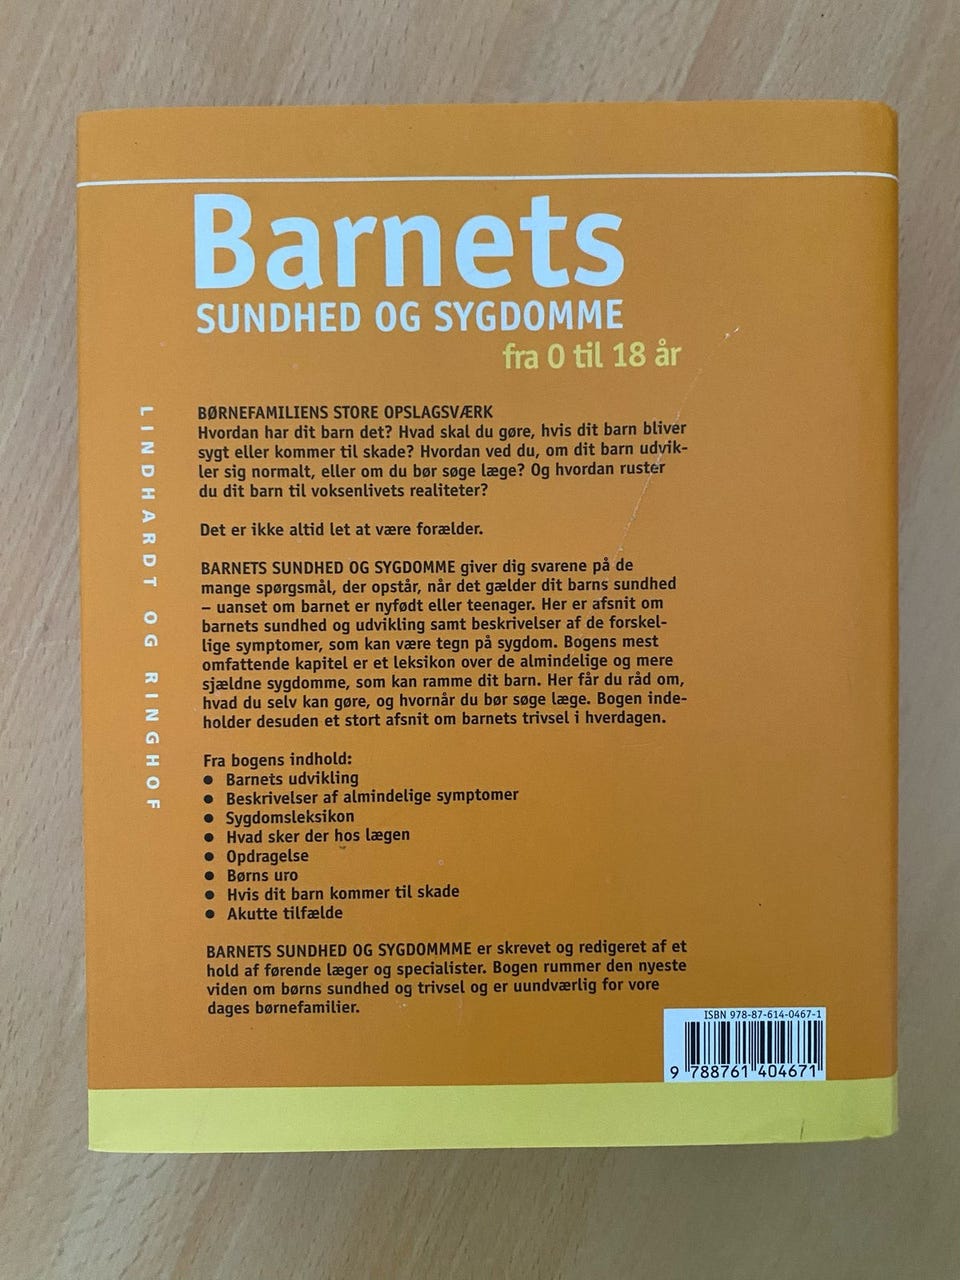 Barnets
SUNDHED OG SYGDOMME
fra 0 til 18 år
LINDHARDT OG RINGHOF
BØRNEFAMILIENS STORE OPSLAGSVÆRK
Hvordan har dit barn det? Hvad skal du gøre, hvis dit barn bliver
sygt eller kommer til skade? Hvordan ved du, om dit barn udvik-
ler sig normalt, eller om du bør søge læge? Og hvordan ruster
du dit barn til voksenlivets realiteter?
Det er ikke altid let at være forælder.
BARNETS SUNDHED OG SYGDOMME giver dig svarene på de
mange spørgsmål, der opstår, når det gælder dit barns sundhed
– uanset om barnet er nyfødt eller teenager. Her er afsnit om
barnets sundhed og udvikling samt beskrivelser af de forskel-
lige symptomer, som kan være tegn på sygdom. Bogens mest
omfattende kapitel er et leksikon over de almindelige og mere
sjældne sygdomme, som kan ramme dit barn. Her får du råd om,
hvad du selv kan gøre, og hvornår du bør søge læge. Bogen inde-
holder desuden et stort afsnit om barnets trivsel i hverdagen.
Fra bogens indhold:
● Barnets udvikling
● Beskrivelser af almindelige symptomer
● Sygdomsleksikon
● Hvad sker der hos lægen
● Opdragelse
● Børns uro
● Hvis dit barn kommer til skade
● Akutte tilfælde
BARNETS SUNDHED OG SYGDOMMME er skrevet og redigeret af et
hold af førende læger og specialister. Bogen rummer den nyeste
viden om børns sundhed og trivsel og er uundværlig for vore
dages børnefamilier.
ISBN 978-87-614-0467-1
9 788761 404671